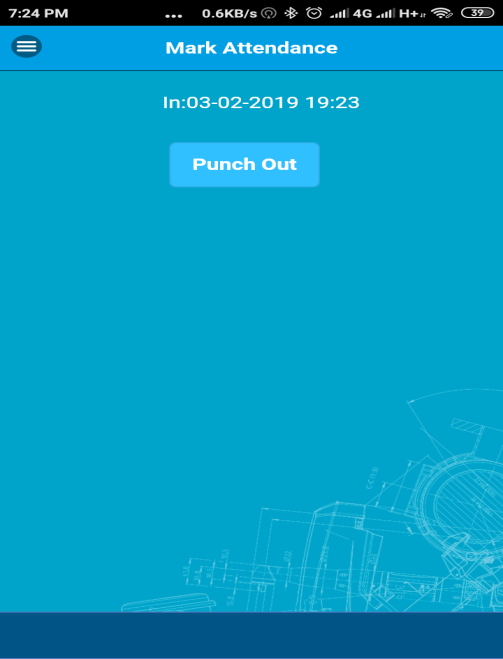 7:24 PM ... 0.6KB/s 4G H+ 39
Mark Attendance
In:03-02-2019 19:23
Punch Out